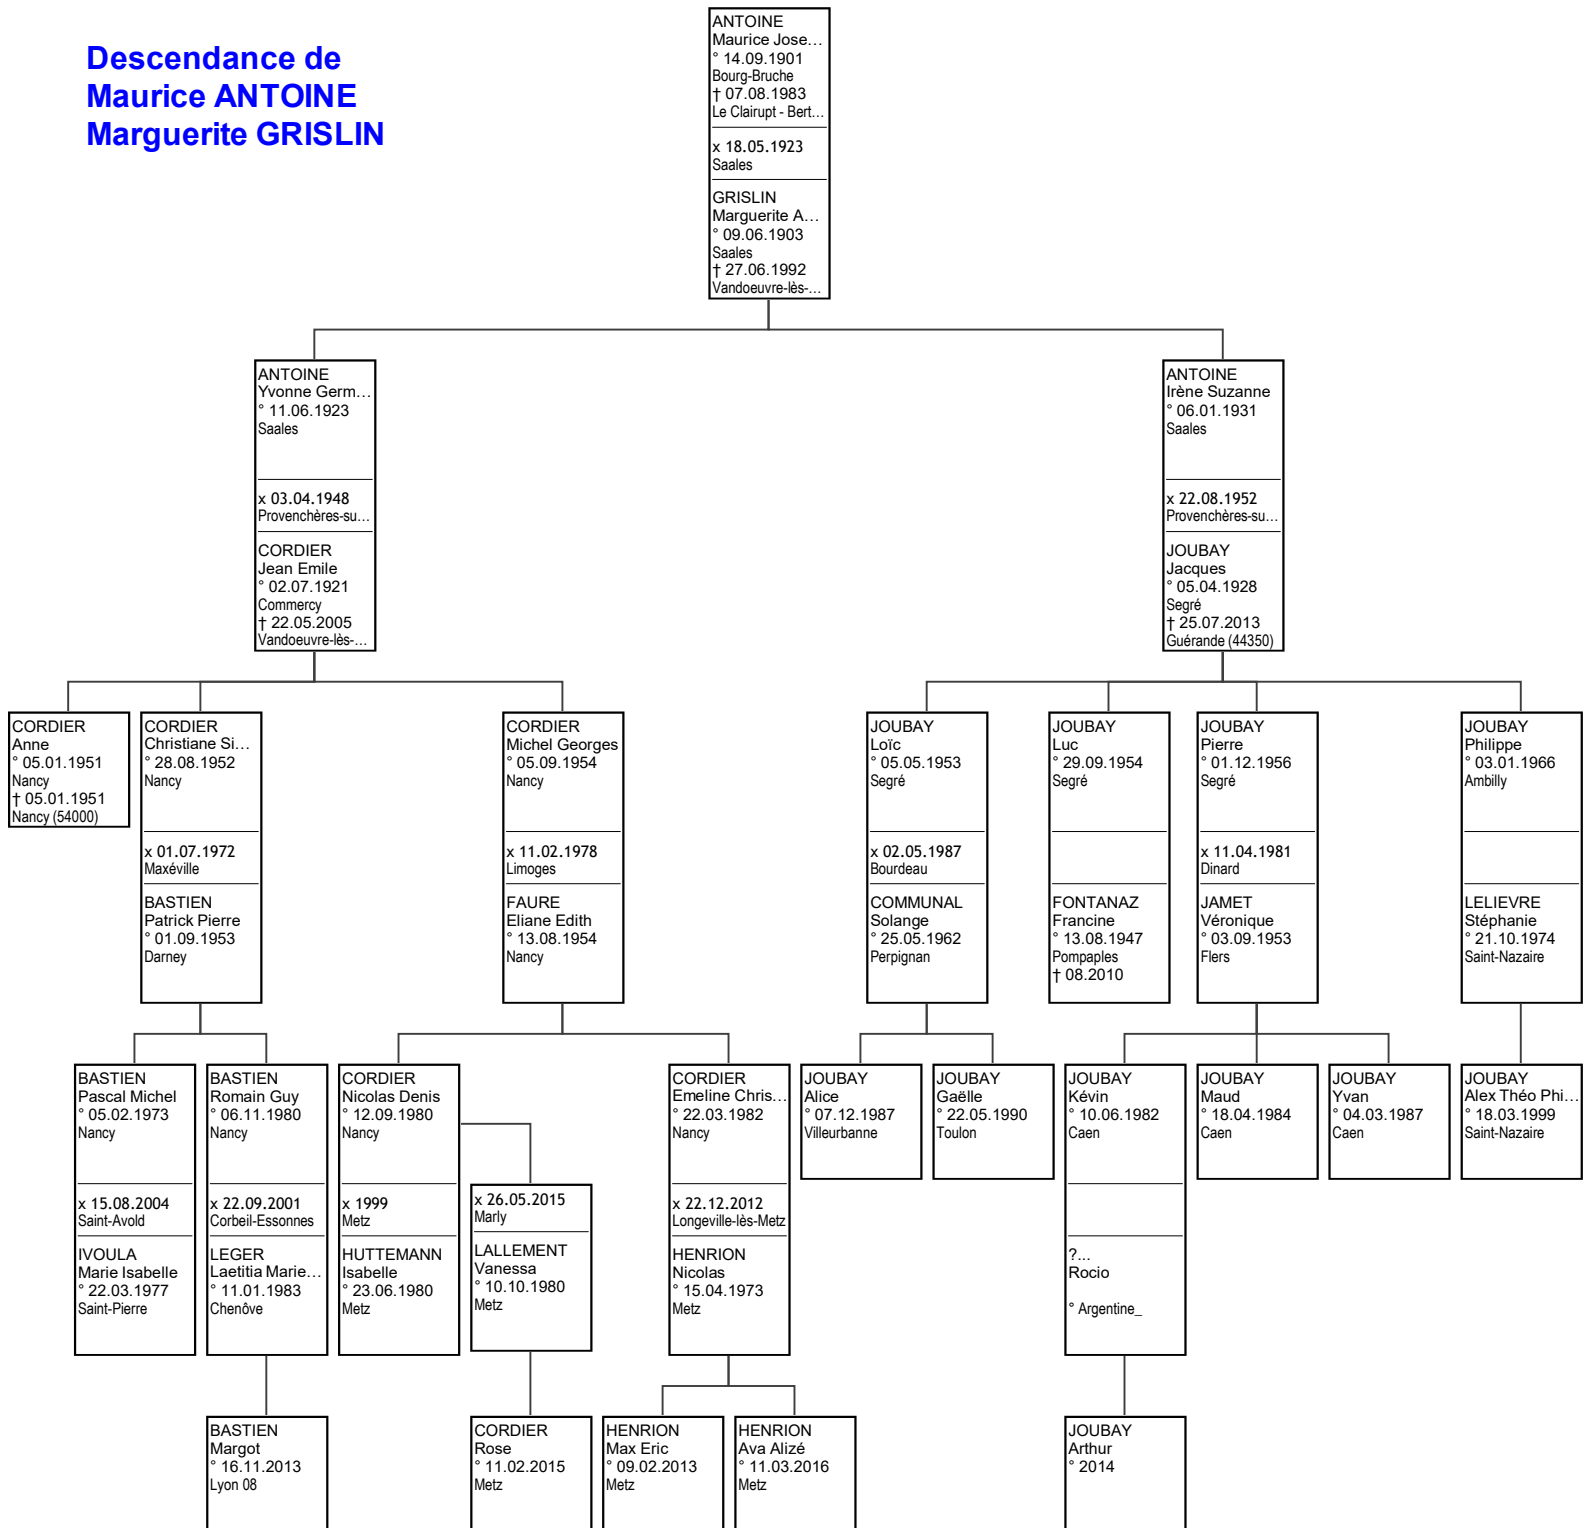 Descendance de
Maurice ANTOINE
Marguerite GRISLIN
ANTOINE
Maurice Jose...
° 14.09.1901
Bourg-Bruche
† 07.08.1983
Le Clairupt - Bert...
x 18.05.1923
Saales
GRISLIN
Marguerite A...
° 09.06.1903
Saales
† 27.06.1992
Vandoeuvre-lès-...
ANTOINE
Yvonne Germ...
° 11.06.1923
Saales
x 03.04.1948
Provenchères-su...
CORDIER
Jean Emile
° 02.07.1921
Commercy
† 22.05.2005
Vandoeuvre-lès-...
ANTOINE
Irène Suzanne
° 06.01.1931
Saales
x 22.08.1952
Provenchères-su...
JOUBAY
Jacques
° 05.04.1928
Segré
† 25.07.2013
Guérande (44350)
CORDIER
Anne
° 05.01.1951
Nancy
† 05.01.1951
Nancy (54000)
CORDIER
Christiane Si...
° 28.08.1952
Nancy
x 01.07.1972
Maxéville
BASTIEN
Patrick Pierre
° 01.09.1953
Darney
CORDIER
Michel Georges
° 05.09.1954
Nancy
x 11.02.1978
Limoges
FAURE
Eliane Edith
° 13.08.1954
Nancy
JOUBAY
Loïc
° 05.05.1953
Segré
x 02.05.1987
Bourdeau
COMMUNAL
Solange
° 25.05.1962
Perpignan
JOUBAY
Luc
° 29.09.1954
Segré
FONTANAZ
Francine
° 13.08.1947
Pompaples
† 08.2010
JOUBAY
Pierre
° 01.12.1956
Segré
x 11.04.1981
Dinard
JAMET
Véronique
° 03.09.1953
Flers
JOUBAY
Philippe
° 03.01.1966
Ambilly
LELIEVRE
Stéphanie
° 21.10.1974
Saint-Nazaire
BASTIEN
Pascal Michel
° 05.02.1973
Nancy
x 15.08.2004
Saint-Avold
IVOULA
Marie Isabelle
° 22.03.1977
Saint-Pierre
BASTIEN
Romain Guy
° 06.11.1980
Nancy
x 22.09.2001
Corbeil-Essonnes
LEGER
Laetitia Marie...
° 11.01.1983
Chenôve
CORDIER
Nicolas Denis
° 12.09.1980
Nancy
x 1999
Metz
HUTTEMANN
Isabelle
° 23.06.1980
Metz
x 26.05.2015
Marly
LALLEMENT
Vanessa
° 10.10.1980
Metz
CORDIER
Emeline Chris...
° 22.03.1982
Nancy
x 22.12.2012
Longeville-lès-Metz
HENRION
Nicolas
° 15.04.1973
Metz
JOUBAY
Alice
° 07.12.1987
Villeurbanne
JOUBAY
Gaëlle
° 22.05.1990
Toulon
JOUBAY
Kévin
° 10.06.1982
Caen
?...
Rocio
° Argentine_
JOUBAY
Maud
° 18.04.1984
Caen
JOUBAY
Yvan
° 04.03.1987
Caen
JOUBAY
Alex Théo Phi...
° 18.03.1999
Saint-Nazaire
BASTIEN
Margot
° 16.11.2013
Lyon 08
CORDIER
Rose
° 11.02.2015
Metz
HENRION
Max Eric
° 09.02.2013
Metz
HENRION
Ava Alizé
° 11.03.2016
Metz
JOUBAY
Arthur
° 2014